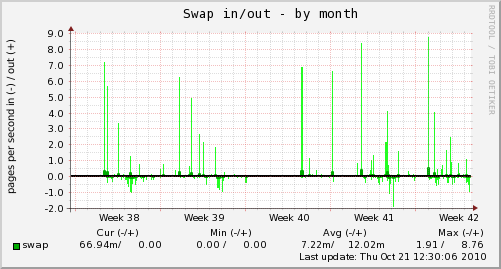 Swap in/out - by month
RRDTOOL / TOBI OETIKER
pages per second in (-) / out (+)
9.0
8.0
7.0
6.0
5.0
4.0
3.0
2.0
1.0
0.0
-1.0
-2.0
Week 38 Week 39 Week 40 Week 41 Week 42
Cur (-/+) Min (-/+) Avg (-/+) Max (-/+)
swap 66.94m/ 0.00 0.00 / 0.00 7.22m/ 12.02m 1.91 / 8.76
Last update: Thu Oct 21 12:30:06 2010